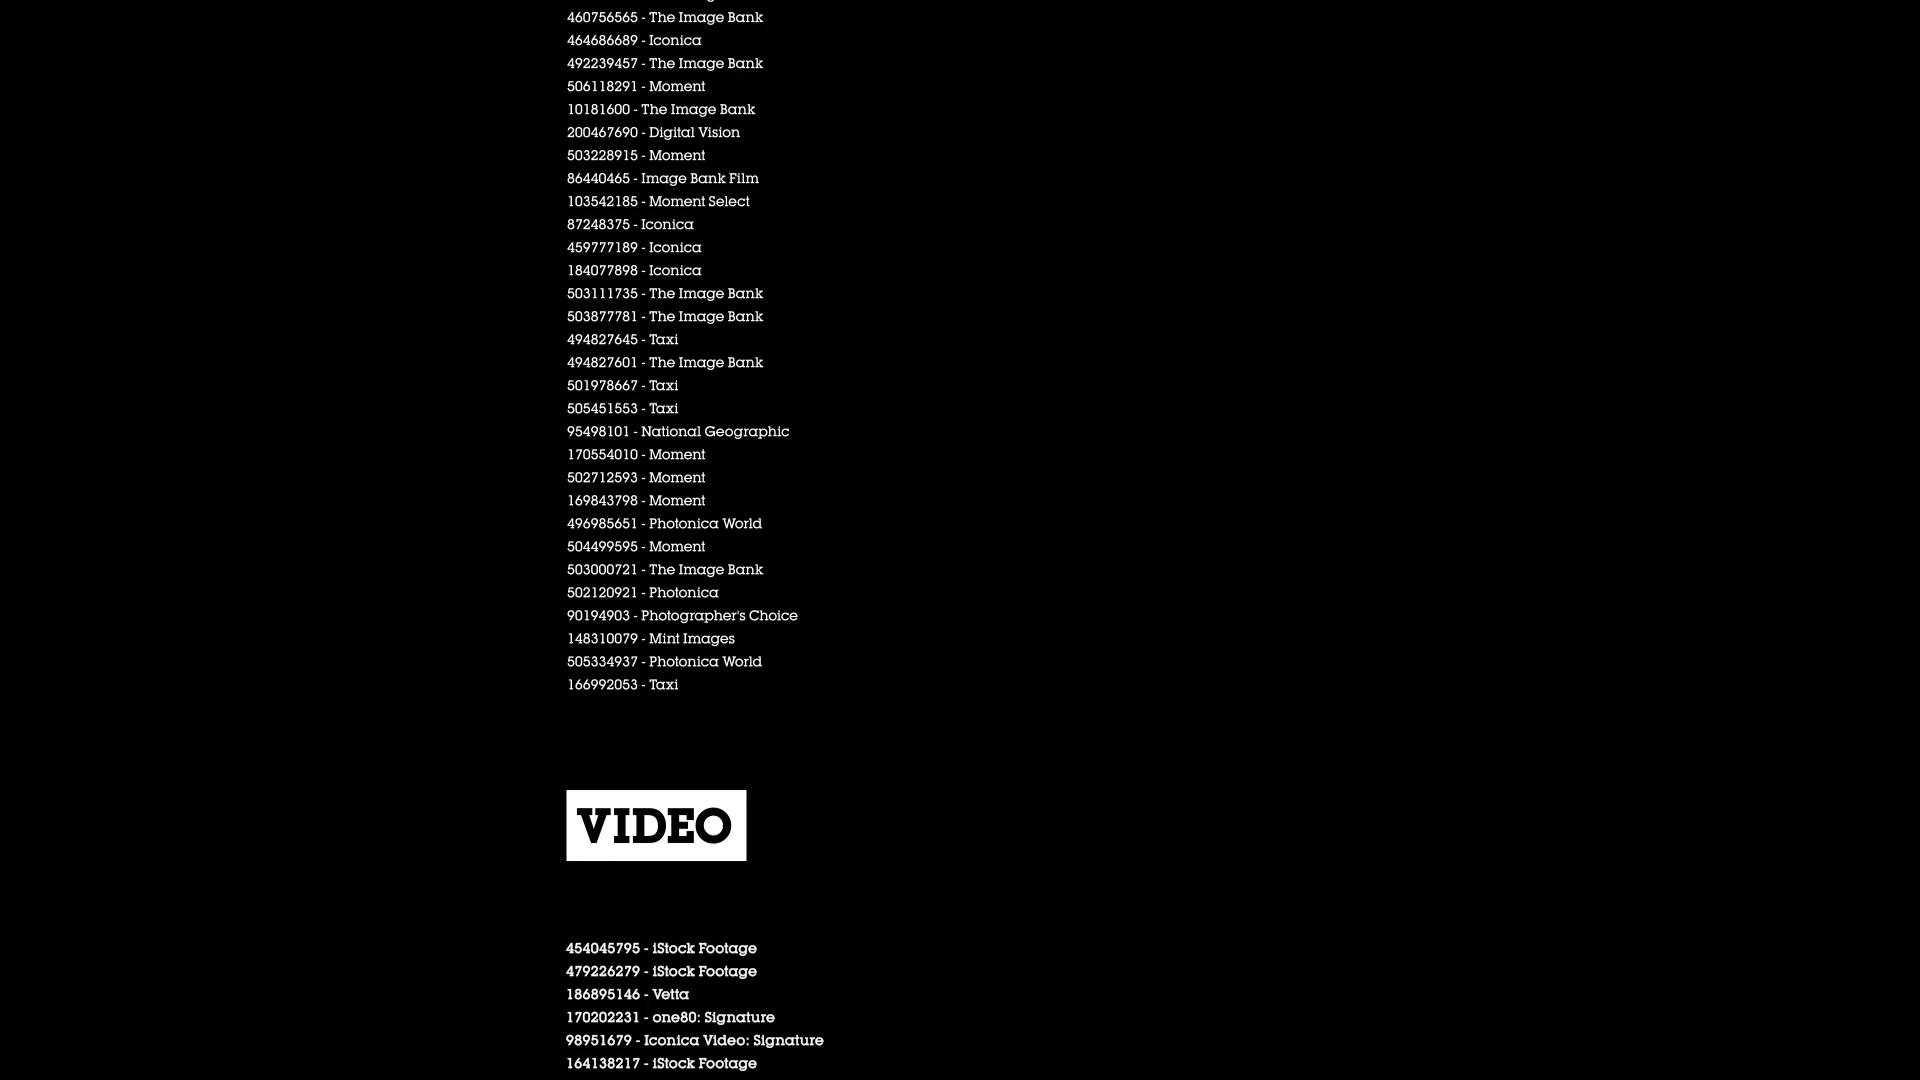 460756565 - The Image Bank
464686689 - Iconica
492239457 - The Image Bank
506118291 - Moment
10181600 - The Image Bank
200467690 - Digital Vision
503228915 - Moment
86440465 - Image Bank Film
103542185 - Moment Select
87248375 - Iconica
459777189 - Iconica
184077898 - Iconica
503111735 - The Image Bank
503877781 - The Image Bank
494827645 - Taxi
494827601 - The Image Bank
501978667 - Taxi
505451553 - Taxi
95498101 - National Geographic
170554010 - Moment
502712593 - Moment
169843798 - Moment
496985651 - Photonica World
504499595 - Moment
503000721 - The Image Bank
502120921 - Photonica
90194903 - Photographer's Choice
148310079 - Mint Images
505334937 - Photonica World
166992053 - Taxi
VIDEO
454045795 - iStock Footage
479226279 - iStock Footage
186895146 - Vetta
170202231 - one80: Signature
98951679 - Iconica Video: Signature
164138217 - iStock Footage